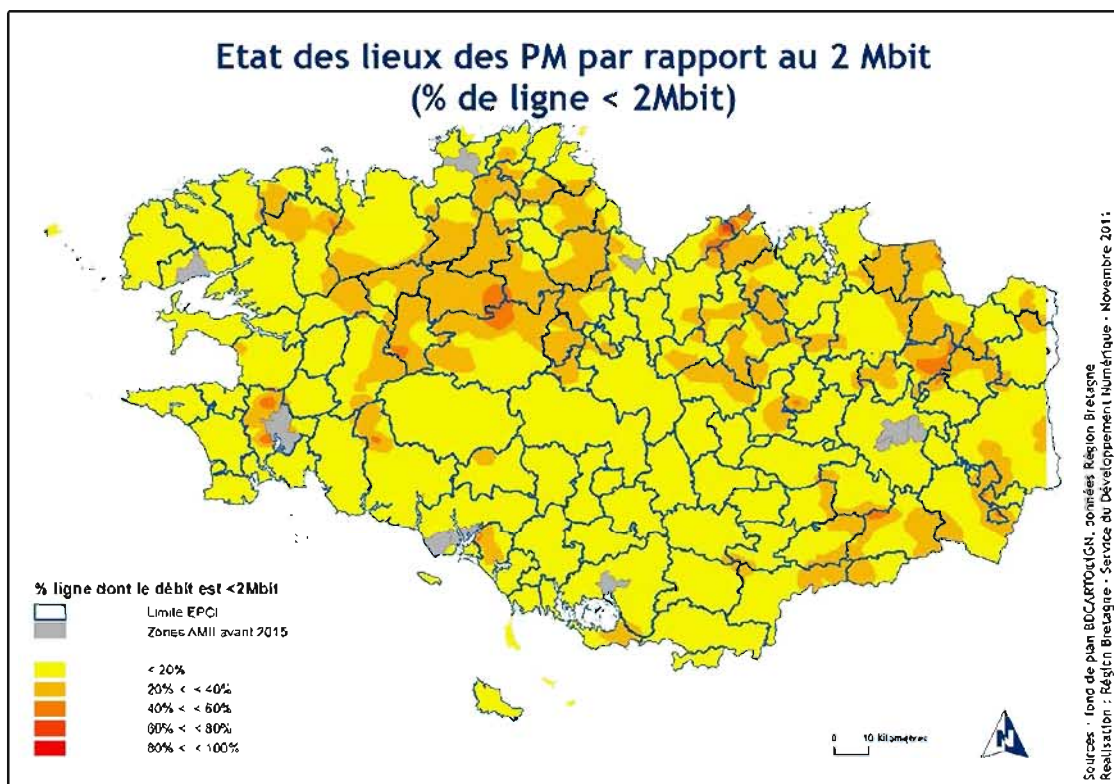 Etat des lieux des PM par rapport au 2 Mbit
(% de ligne < 2Mbit)
% ligne dont le débit est <2Mbit
Limite EPCI
Zones AMII avant 2015
< 20%
20% < < 40%
40% < < 60%
60% < < 80%
80% < < 100%
0 10 Kilomètres
N
Sources : fond de plan BDCARTO©IGN, données Région Bretagne
Réalisation : Région Bretagne - Service du Développement Numérique - Novembre 2011